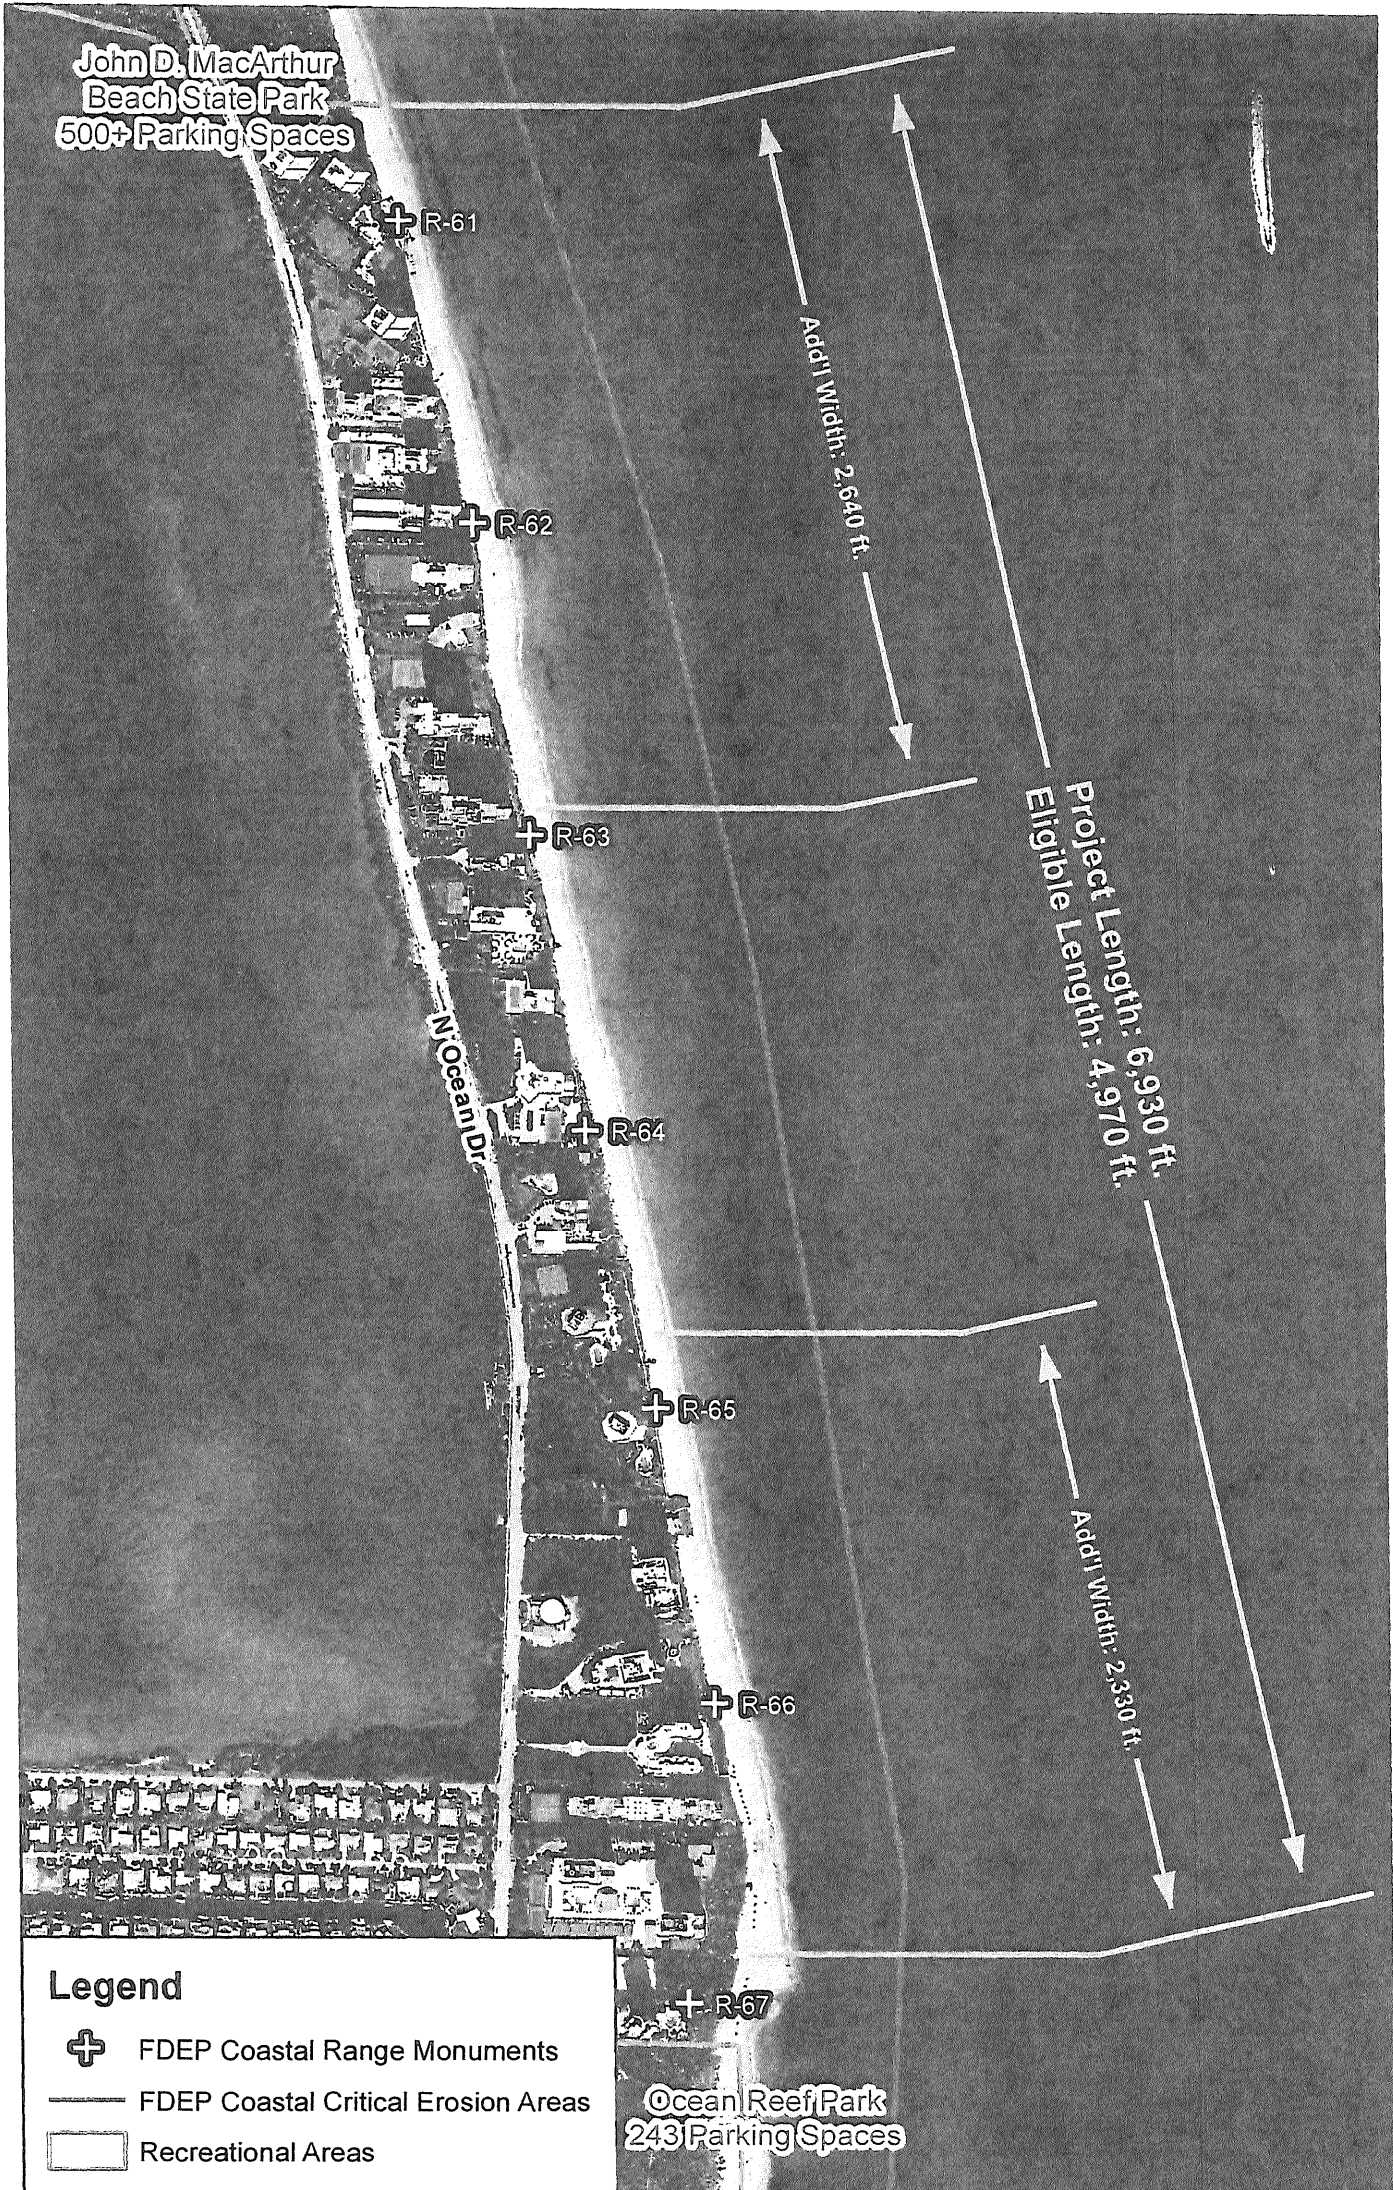 John D. MacArthur
Beach State Park
500+ Parking Spaces
R-61
Add'l Width: 2,640 ft.
R-62
Project Length: 6,930 ft.
Eligible Length: 4,970 ft.
R-63
N Ocean Dr
R-64
R-65
Add'l Width: 2,330 ft.
R-66
R-67
Legend
FDEP Coastal Range Monuments
FDEP Coastal Critical Erosion Areas
Recreational Areas
Ocean Reef Park
243 Parking Spaces